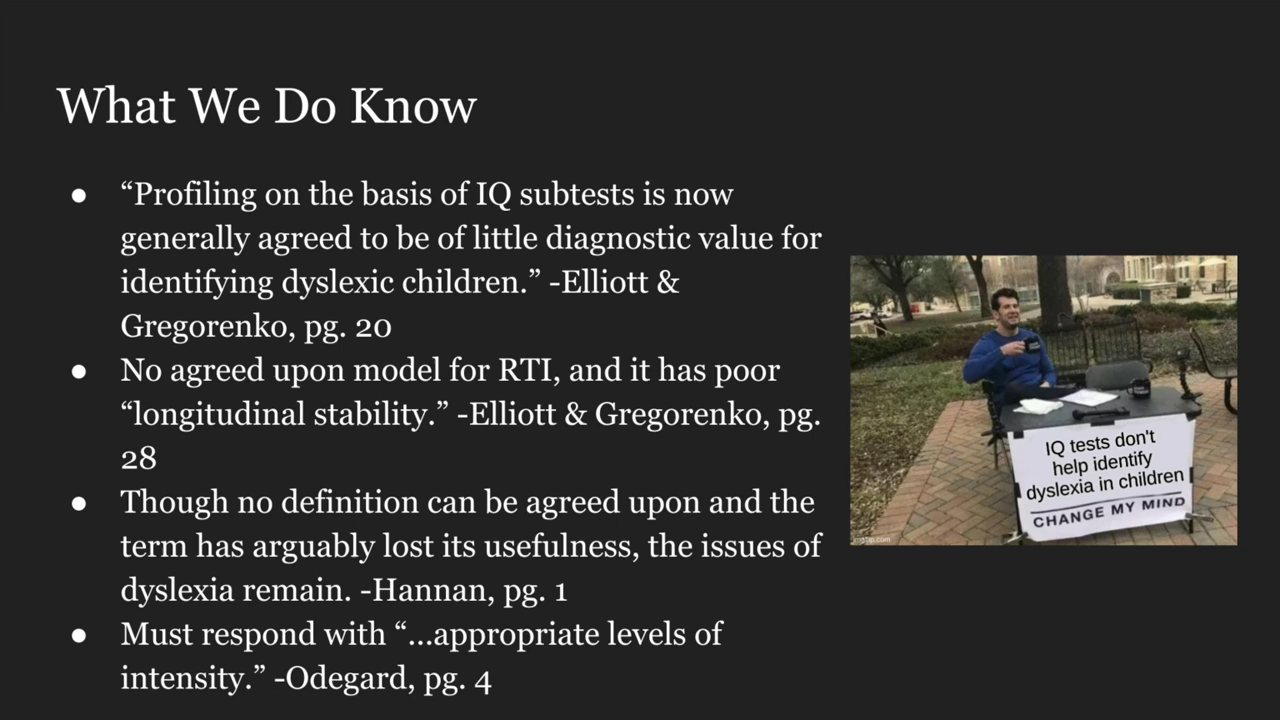 What We Do Know
● “Profiling on the basis of IQ subtests is now
generally agreed to be of little diagnostic value for
identifying dyslexic children.” -Elliott &
Gregorenko, pg. 20
● No agreed upon model for RTI, and it has poor
“longitudinal stability.” -Elliott & Gregorenko, pg.
28
● Though no definition can be agreed upon and the
term has arguably lost its usefulness, the issues of
dyslexia remain. -Hannan, pg. 1
● Must respond with “...appropriate levels of
intensity.” -Odegard, pg. 4
IQ tests don't
help identify
dyslexia in children
CHANGE MY MIND
imgflip.com